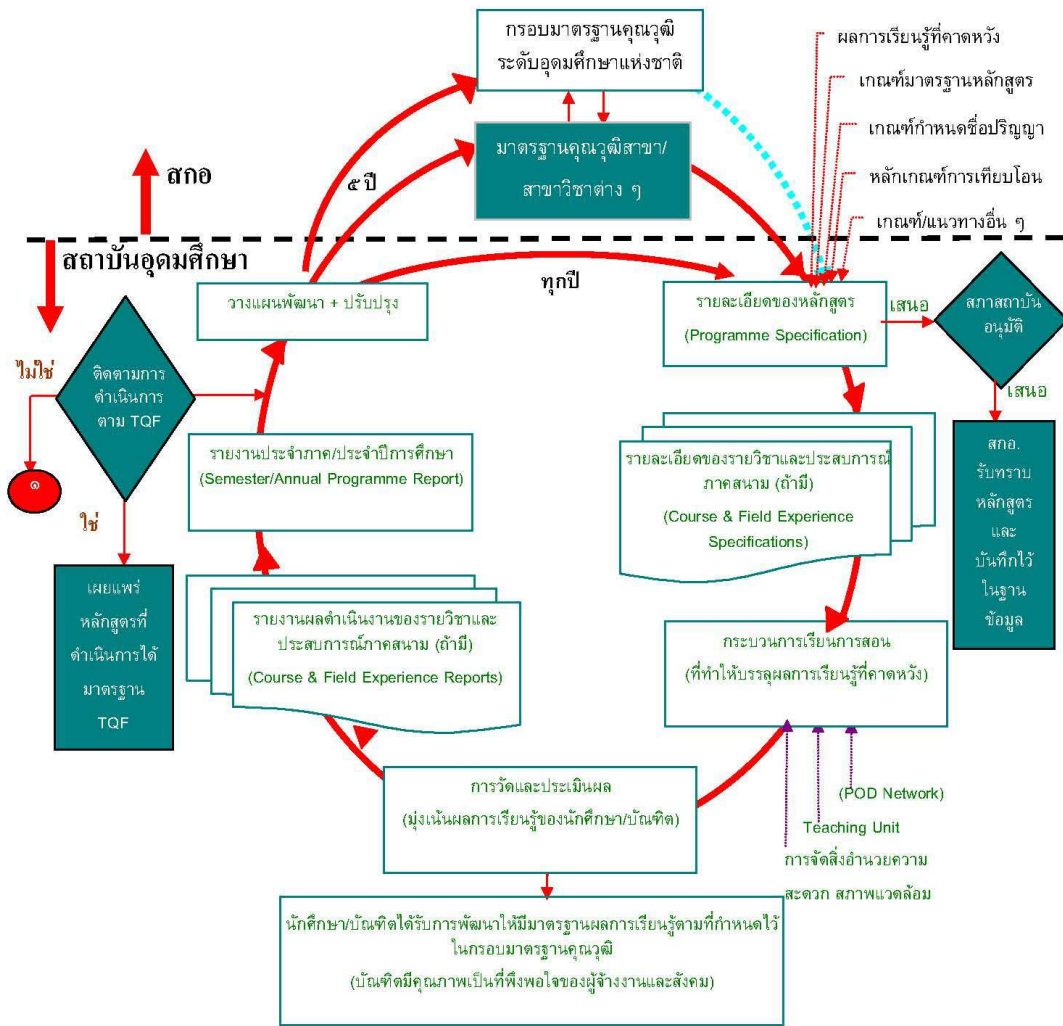 กรอบมาตรฐานคุณวุฒิ
ระดับอุดมศึกษาแห่งชาติ
ผลการเรียนรู้ที่คาดหวัง
เกณฑ์มาตรฐานหลักสูตร
เกณฑ์กำหนดชื่อปริญญา
หลักเกณฑ์การเทียบโอน
เกณฑ์/แนวทางอื่น ๆ
มาตรฐานคุณวุฒิสาขา/
สาขาวิชาต่าง ๆ
๕ ปี
สกอ
สถาบันอุดมศึกษา
ทุกปี
วางแผนพัฒนา + ปรับปรุง
รายละเอียดของหลักสูตร
(Programme Specification)
เสนอ
สภาสถาบัน
อนุมัติ
เสนอ
สกอ.
รับทราบ
หลักสูตร
และ
บันทึกไว้
ในฐาน
ข้อมูล
ไม่ใช่
ติดตามการ
ดำเนินการ
ตาม TQF
๑
ใช่
เผยแพร่
หลักสูตรที่
ดำเนินการได้
มาตรฐาน
TQF
รายงานประจำภาค/ประจำปีการศึกษา
(Semester/Annual Programme Report)
รายละเอียดของรายวิชาและประสบการณ์
ภาคสนาม (ถ้ามี)
(Course & Field Experience
Specifications)
รายงานผลดำเนินงานของรายวิชาและ
ประสบการณ์ภาคสนาม (ถ้ามี)
(Course & Field Experience Reports)
กระบวนการเรียนการสอน
(ที่ทำให้บรรลุผลการเรียนรู้ที่คาดหวัง)
(POD Network)
Teaching Unit
การจัดสิ่งอำนวยความ
สะดวก สภาพแวดล้อม
การวัดและประเมินผล
(มุ่งเน้นผลการเรียนรู้ของนักศึกษา/บัณฑิต)
นักศึกษา/บัณฑิตได้รับการพัฒนาให้มีมาตรฐานผลการเรียนรู้ตามที่กำหนดไว้
ในกรอบมาตรฐานคุณวุฒิ
(บัณฑิตมีคุณภาพเป็นที่พึงพอใจของผู้จ้างงานและสังคม)